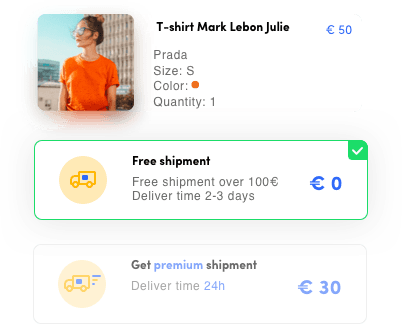 T-shirt Mark Lebon Julie
€ 50
Prada
Size: S
Color:
Quantity: 1
Free shipment
Free shipment over 100€
Deliver time 2-3 days
€ 0
Get premium shipment
Deliver time 24h
€ 30